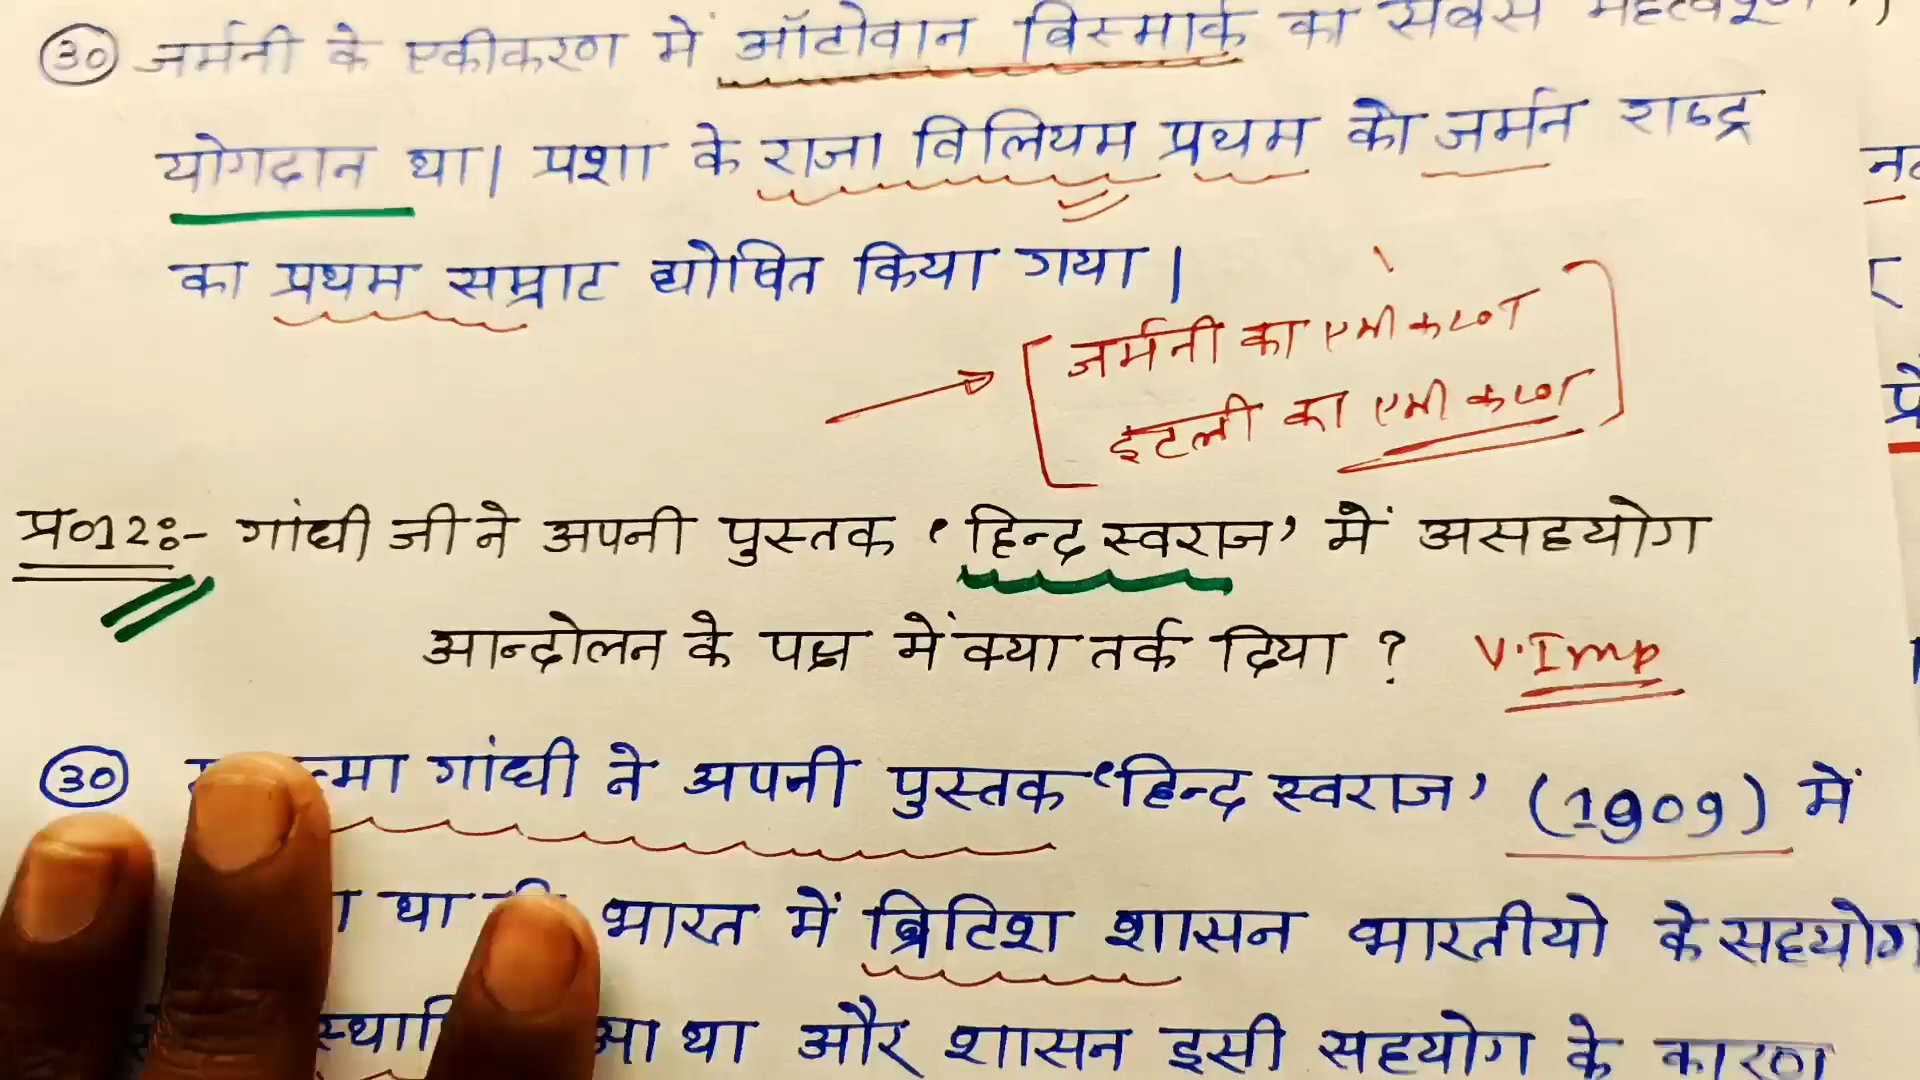 (30) जर्मनी के एकीकरण में ऑटोवान बिस्मार्क का सबसे
योगदान था। प्रशा के राजा विलियम प्रथम को जर्मन राष्ट्र
का प्रथम सम्राट घोषित किया गया।
जर्मनी का एकीकरण
इटली का एकीकरण
प्र०12:- गांधी जी ने अपनी पुस्तक 'हिन्द स्वराज' में असहयोग
आन्दोलन के पक्ष में क्या तर्क दिया ? V.Imp
(30) गांधी ने अपनी पुस्तक 'हिन्द स्वराज' (1909) में
था भारत में ब्रिटिश शासन भारतीयो के सहयोग
था और शासन इसी सहयोग के कारण